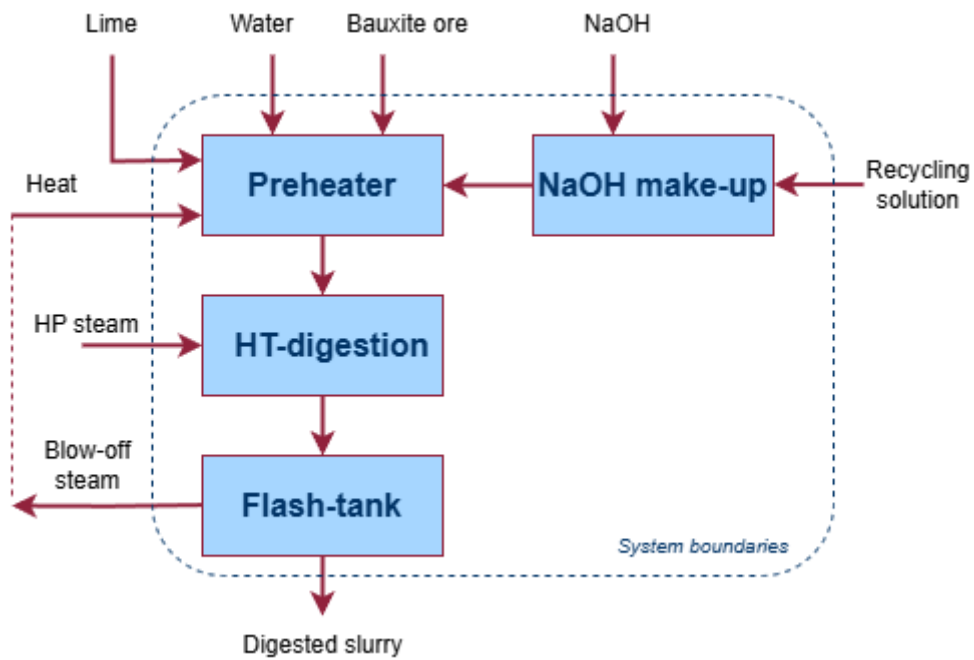 Lime
Water
Bauxite ore
NaOH
Preheater
NaOH make-up
Recycling
solution
Heat
HP steam
HT-digestion
Blow-off
steam
Flash-tank
System boundaries
Digested slurry